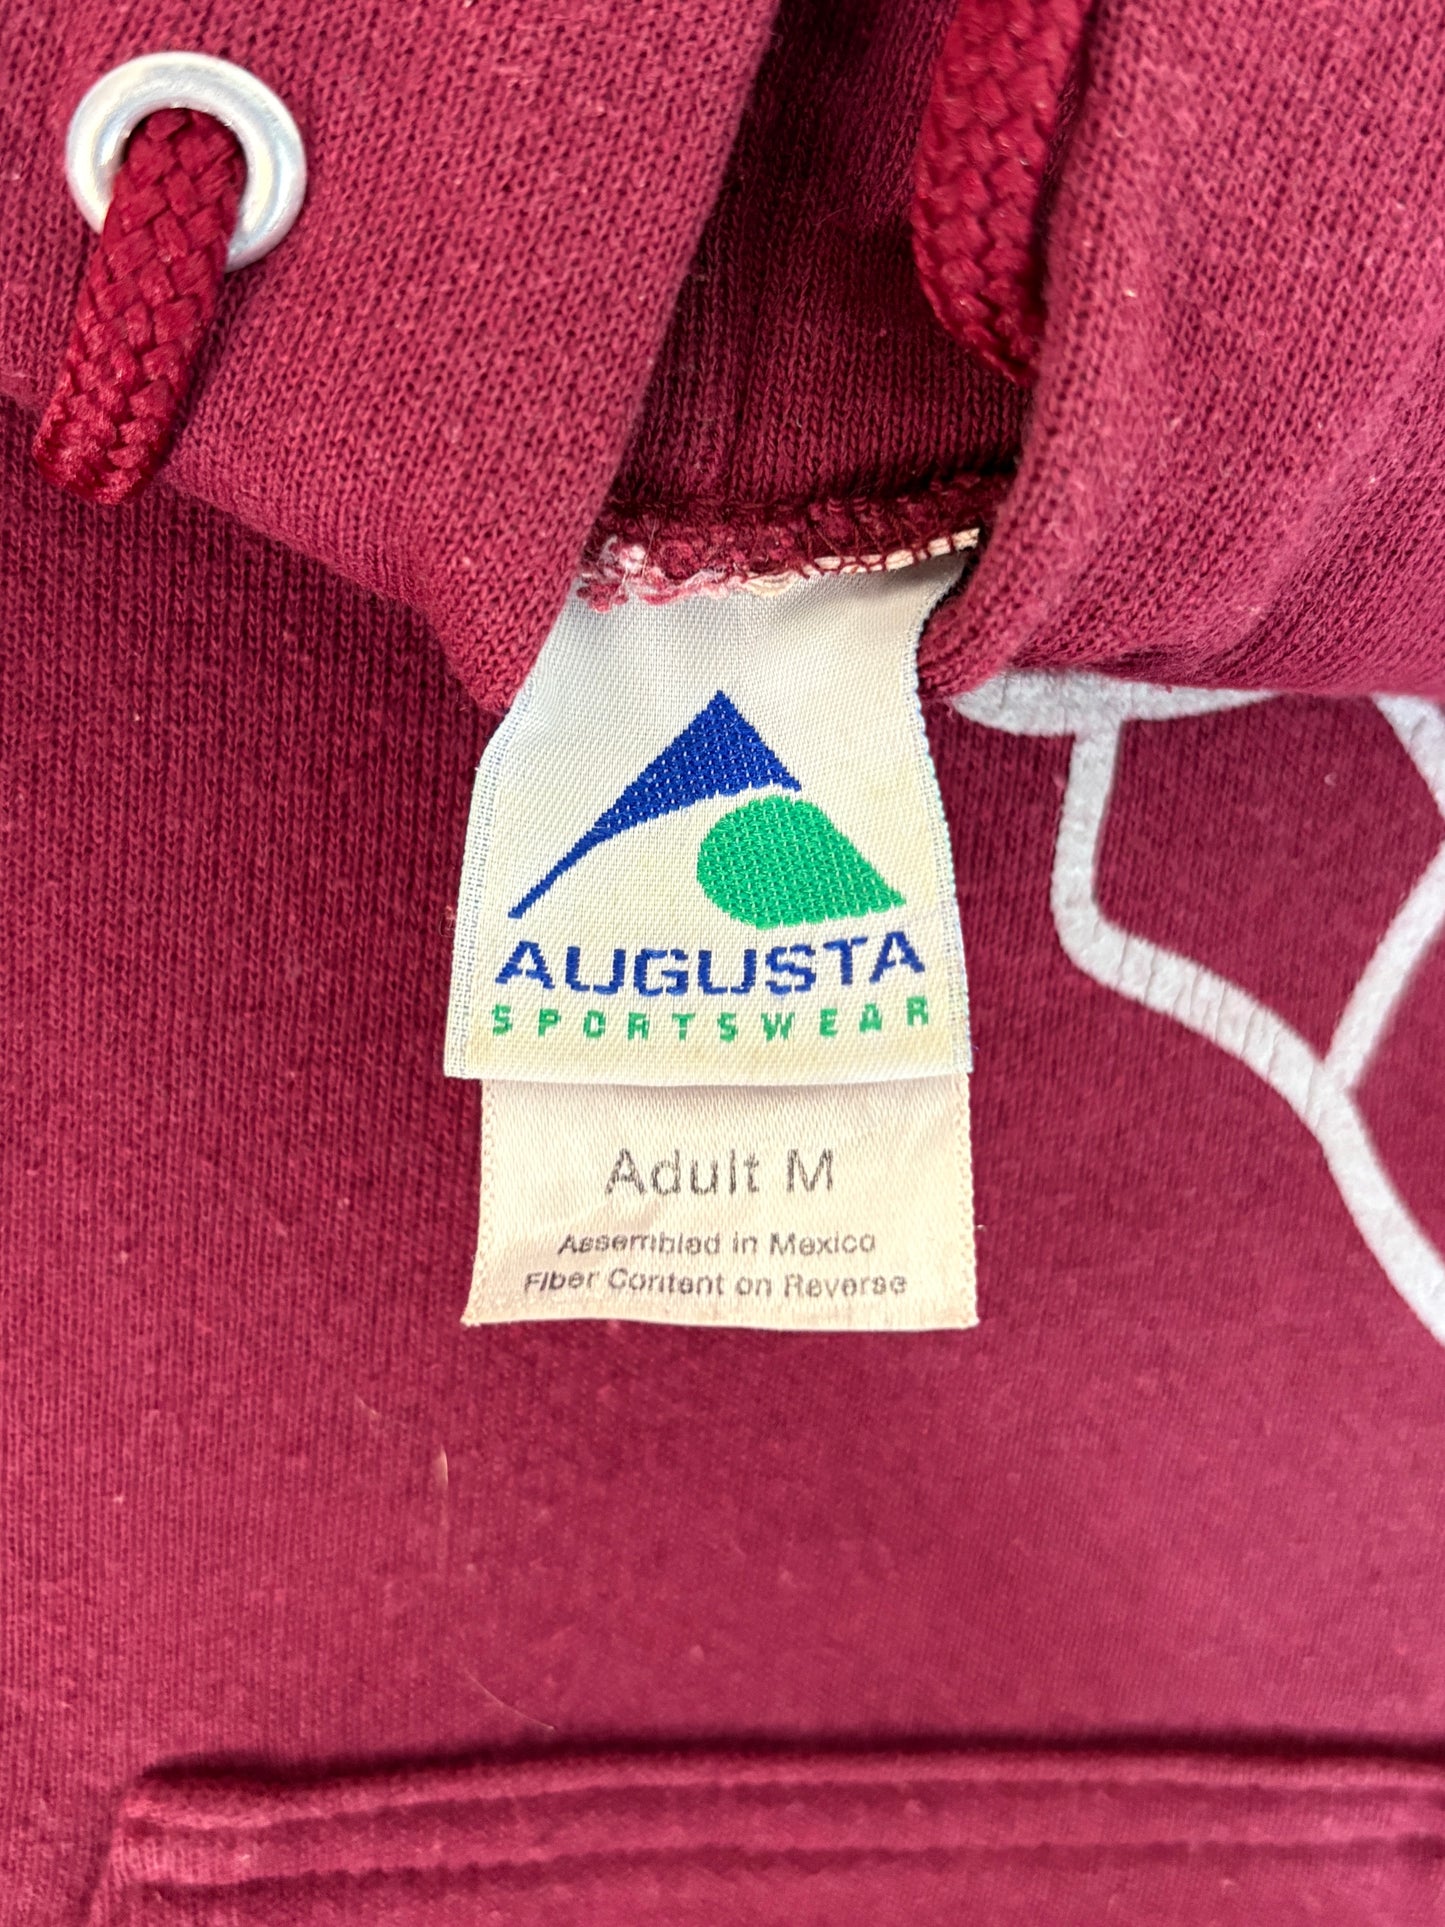 AUGUSTA
SPORTSWEAR
Adult M
Assembled in Mexico
Fiber Content on Reverse